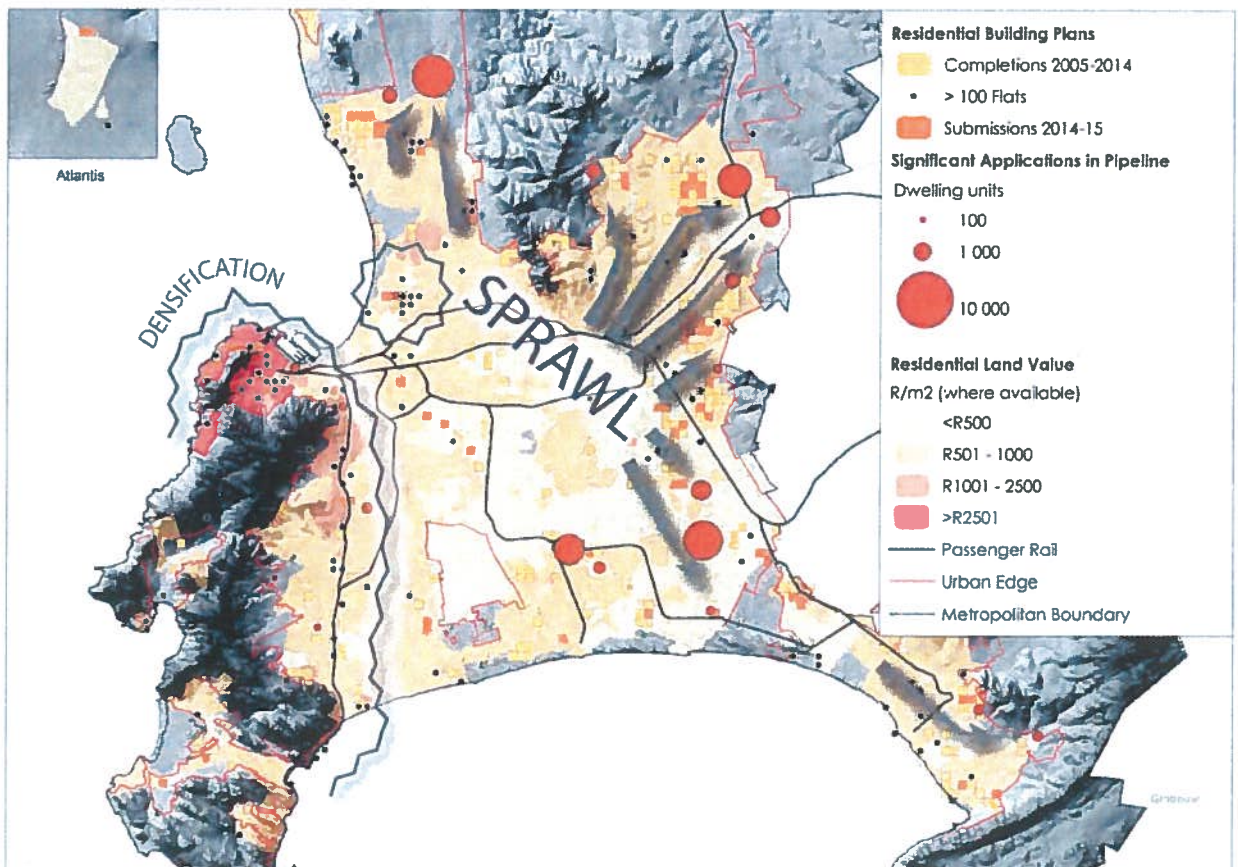 Atlantis
DENSIFICATION
SPRAWL
Residential Building Plans
Completions 2005-2014
> 100 Flats
Submissions 2014-15
Significant Applications in Pipeline
Dwelling units
100
1 000
10 000
Residential Land Value
R/m2 (where available)
<R500
R501 - 1000
R1001 - 2500
>R2501
Passenger Rail
Urban Edge
Metropolitan Boundary